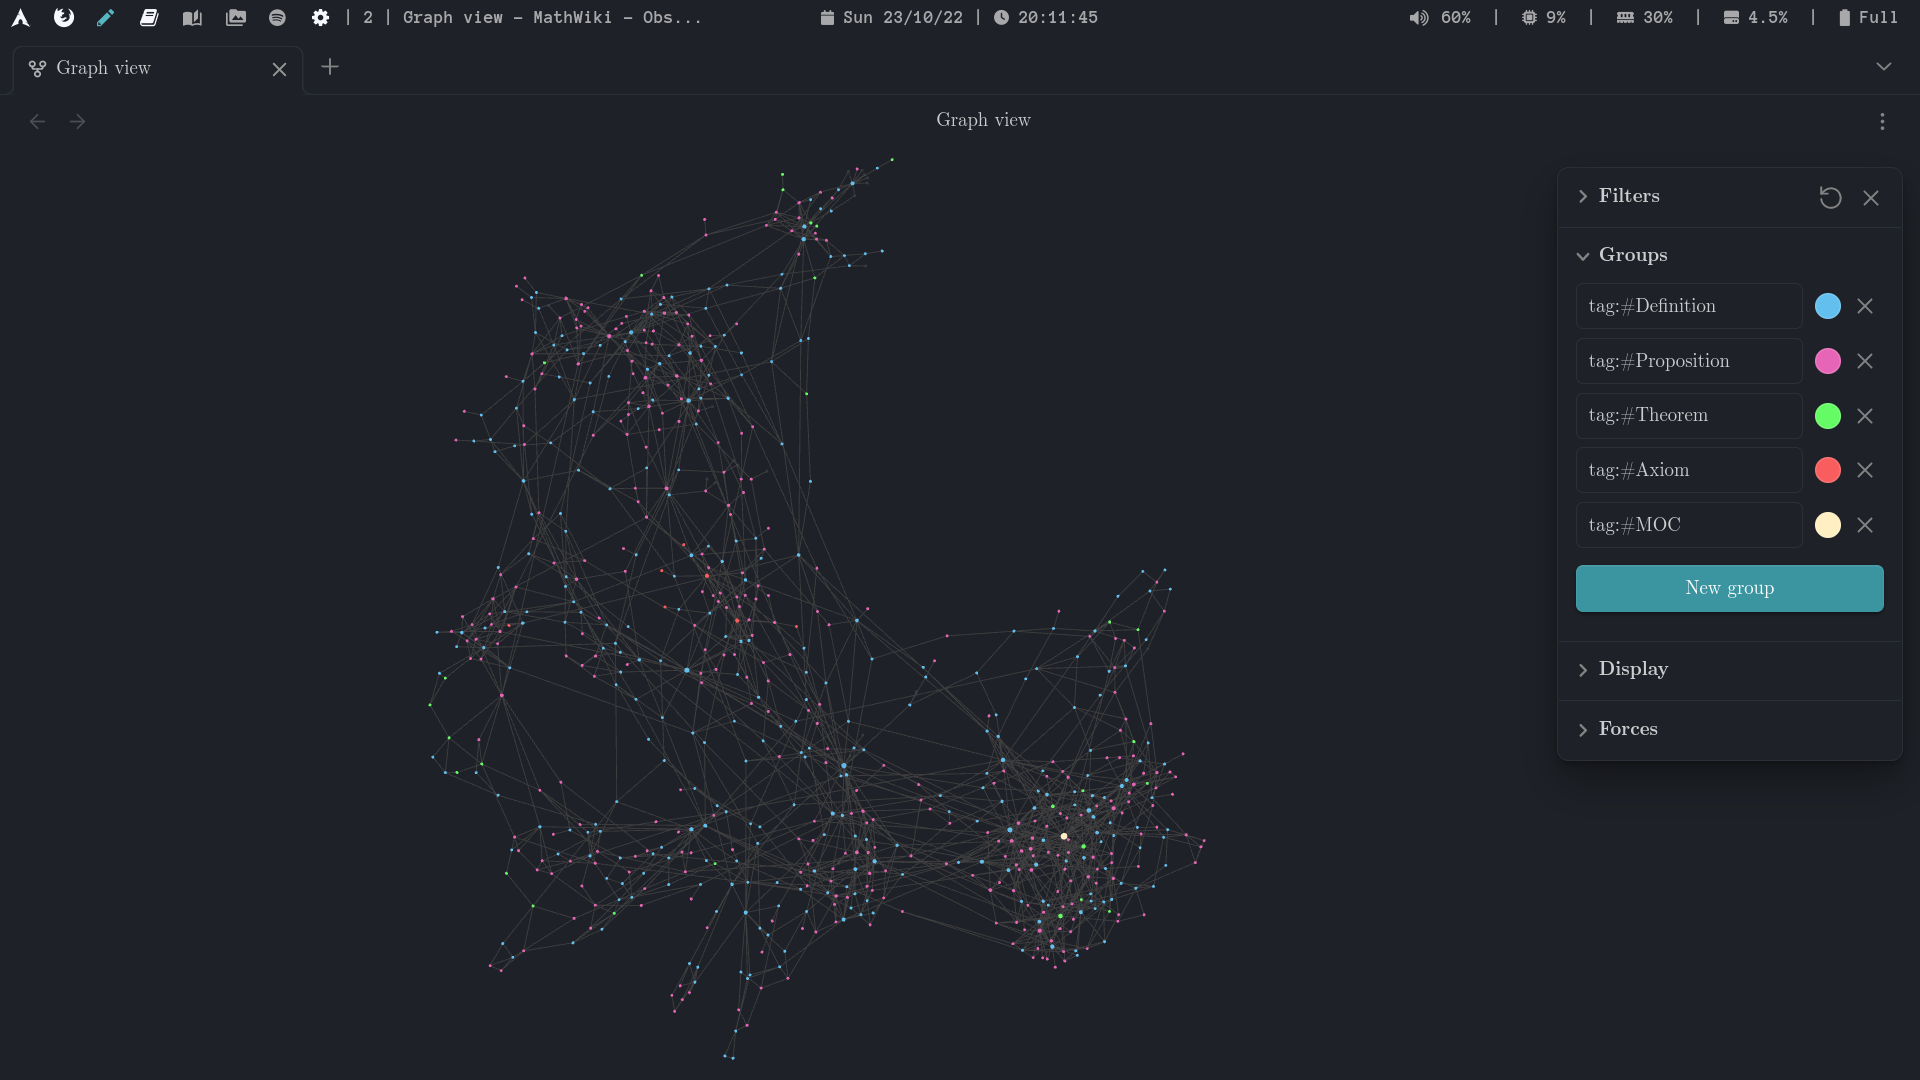 | 2 | Graph view - MathWiki - Obs... Sun 23/10/22 | 20:11:45 60% | 9% | 30% | 4.5% | Full
Graph view
Graph view
Filters
Groups
tag:#Definition
tag:#Proposition
tag:#Theorem
tag:#Axiom
tag:#MOC
New group
Display
Forces